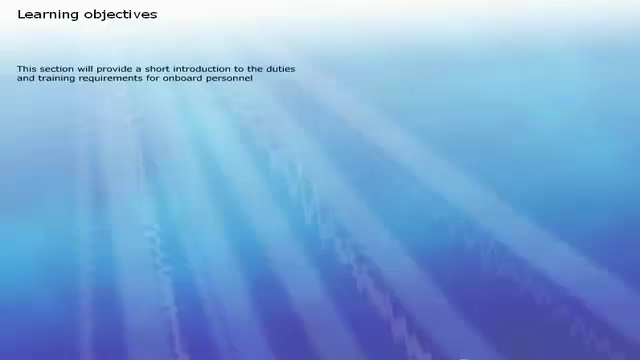 Learning objectives
This section will provide a short introduction to the duties
and training requirements for onboard personnel